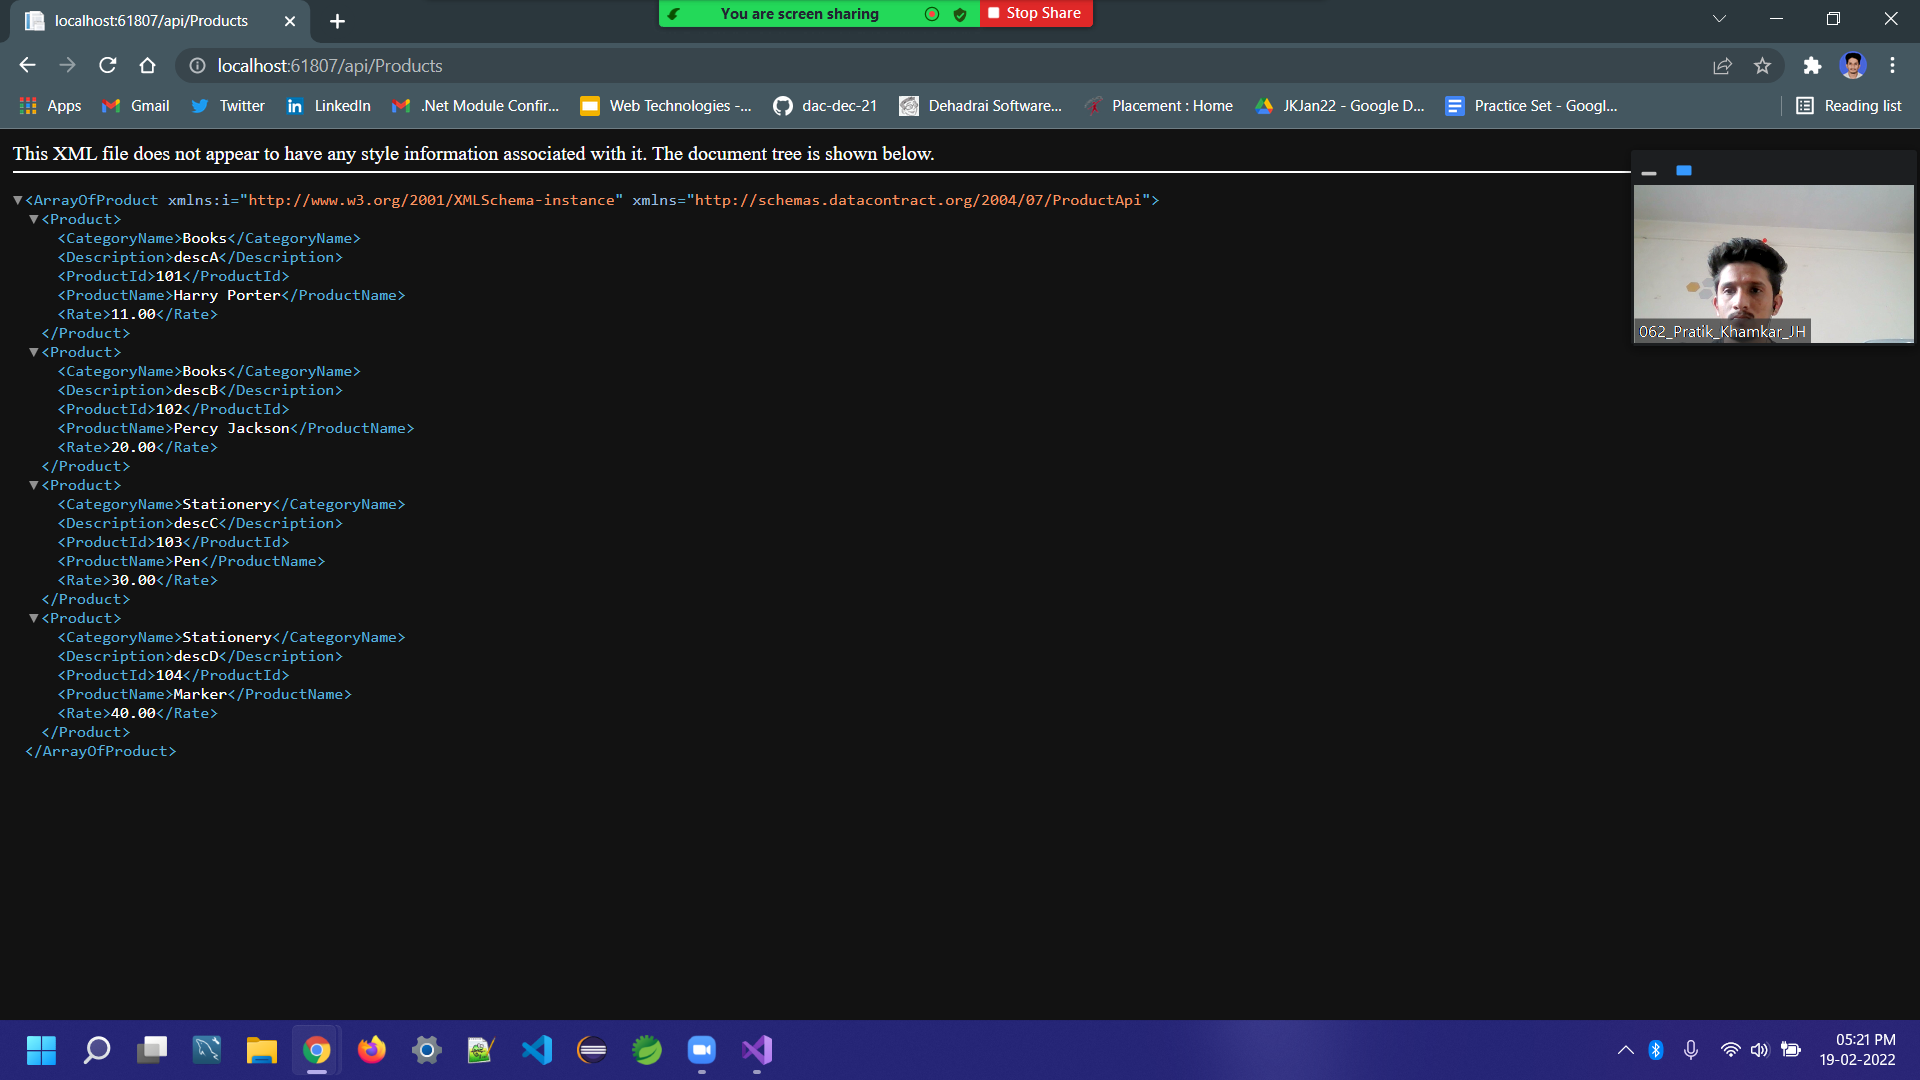 localhost:61807/api/Products
You are screen sharing
Stop Share
localhost:61807/api/Products
Apps
Gmail
Twitter
LinkedIn
.Net Module Confir...
Web Technologies -...
dac-dec-21
Dehadrai Software...
Placement : Home
JKJan22 - Google D...
Practice Set - Googl...
Reading list
This XML file does not appear to have any style information associated with it. The document tree is shown below.
<ArrayOfProduct xmlns:i="http://www.w3.org/2001/XMLSchema-instance" xmlns="http://schemas.datacontract.org/2004/07/ProductApi">
<Product>
<CategoryName>Books</CategoryName>
<Description>descA</Description>
<ProductId>101</ProductId>
<ProductName>Harry Porter</ProductName>
<Rate>11.00</Rate>
</Product>
<Product>
<CategoryName>Books</CategoryName>
<Description>descB</Description>
<ProductId>102</ProductId>
<ProductName>Percy Jackson</ProductName>
<Rate>20.00</Rate>
</Product>
<Product>
<CategoryName>Stationery</CategoryName>
<Description>descC</Description>
<ProductId>103</ProductId>
<ProductName>Pen</ProductName>
<Rate>30.00</Rate>
</Product>
<Product>
<CategoryName>Stationery</CategoryName>
<Description>descD</Description>
<ProductId>104</ProductId>
<ProductName>Marker</ProductName>
<Rate>40.00</Rate>
</Product>
</ArrayOfProduct>
062_Pratik_Khamkar_JH
05:21 PM
19-02-2022